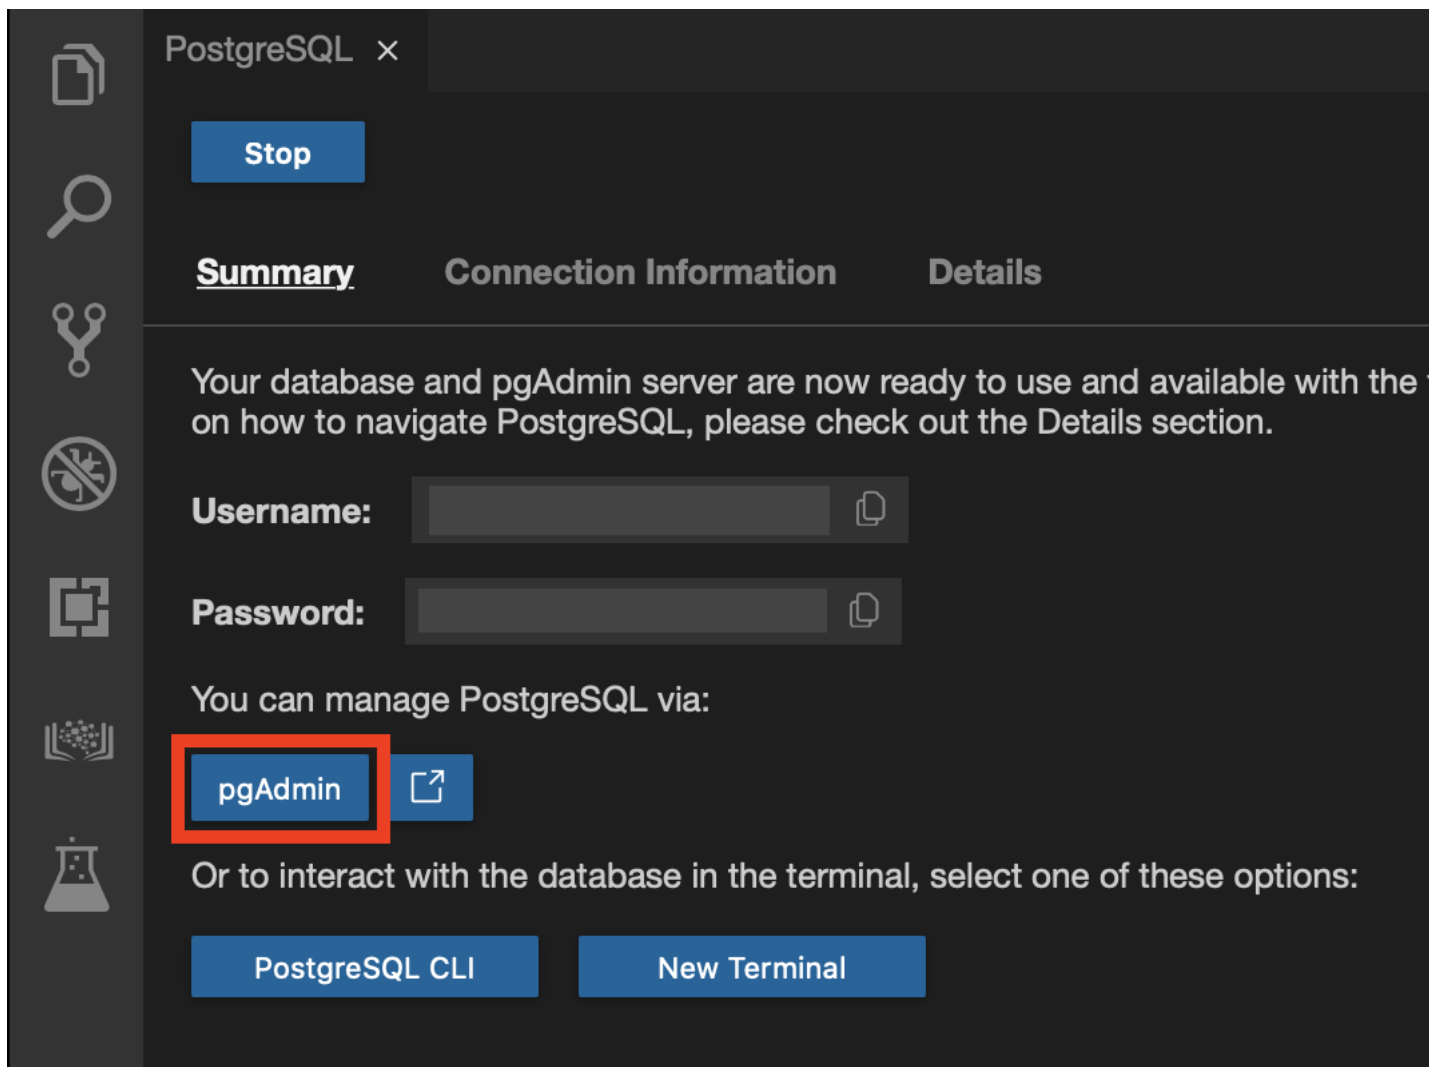 PostgreSQL
Stop
Summary Connection Information Details
Your database and pgAdmin server are now ready to use and available with the
on how to navigate PostgreSQL, please check out the Details section.
Username:
Password:
You can manage PostgreSQL via:
pgAdmin
Or to interact with the database in the terminal, select one of these options:
PostgreSQL CLI New Terminal